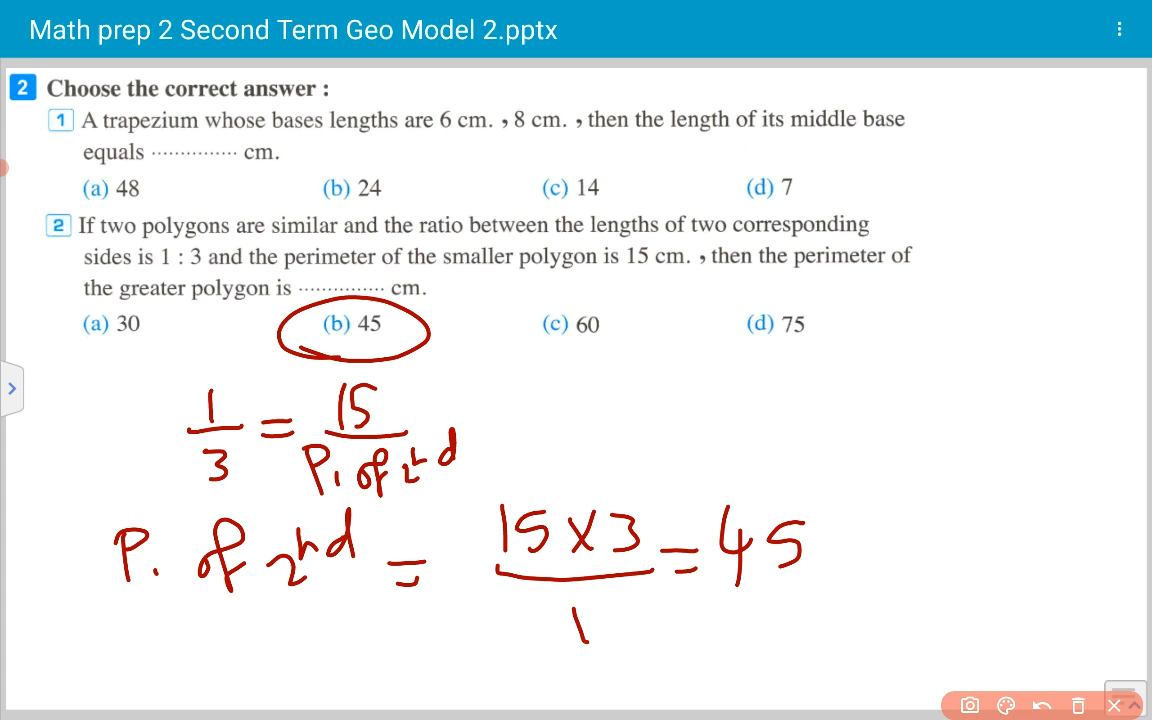 Math prep 2 Second Term Geo Model 2.pptx
2 Choose the correct answer :
1 A trapezium whose bases lengths are 6 cm. , 8 cm. , then the length of its middle base
equals ............... cm.
(a) 48 (b) 24 (c) 14 (d) 7
2 If two polygons are similar and the ratio between the lengths of two corresponding
sides is 1 : 3 and the perimeter of the smaller polygon is 15 cm. , then the perimeter of
the greater polygon is ............... cm.
(a) 30 (b) 45 (c) 60 (d) 75
1/3 = 15/P. of 2nd
P. of 2nd = 15 × 3/1 = 45